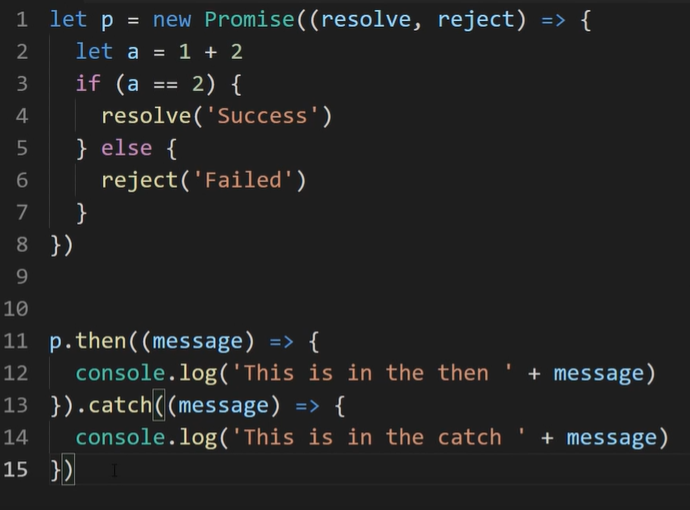 1 let p = new Promise((resolve, reject) => {
2   let a = 1 + 2
3   if (a == 2) {
4     resolve('Success')
5   } else {
6     reject('Failed')
7   }
8 })
9
10
11 p.then((message) => {
12   console.log('This is in the then ' + message)
13 }).catch((message) => {
14   console.log('This is in the catch ' + message)
15 })